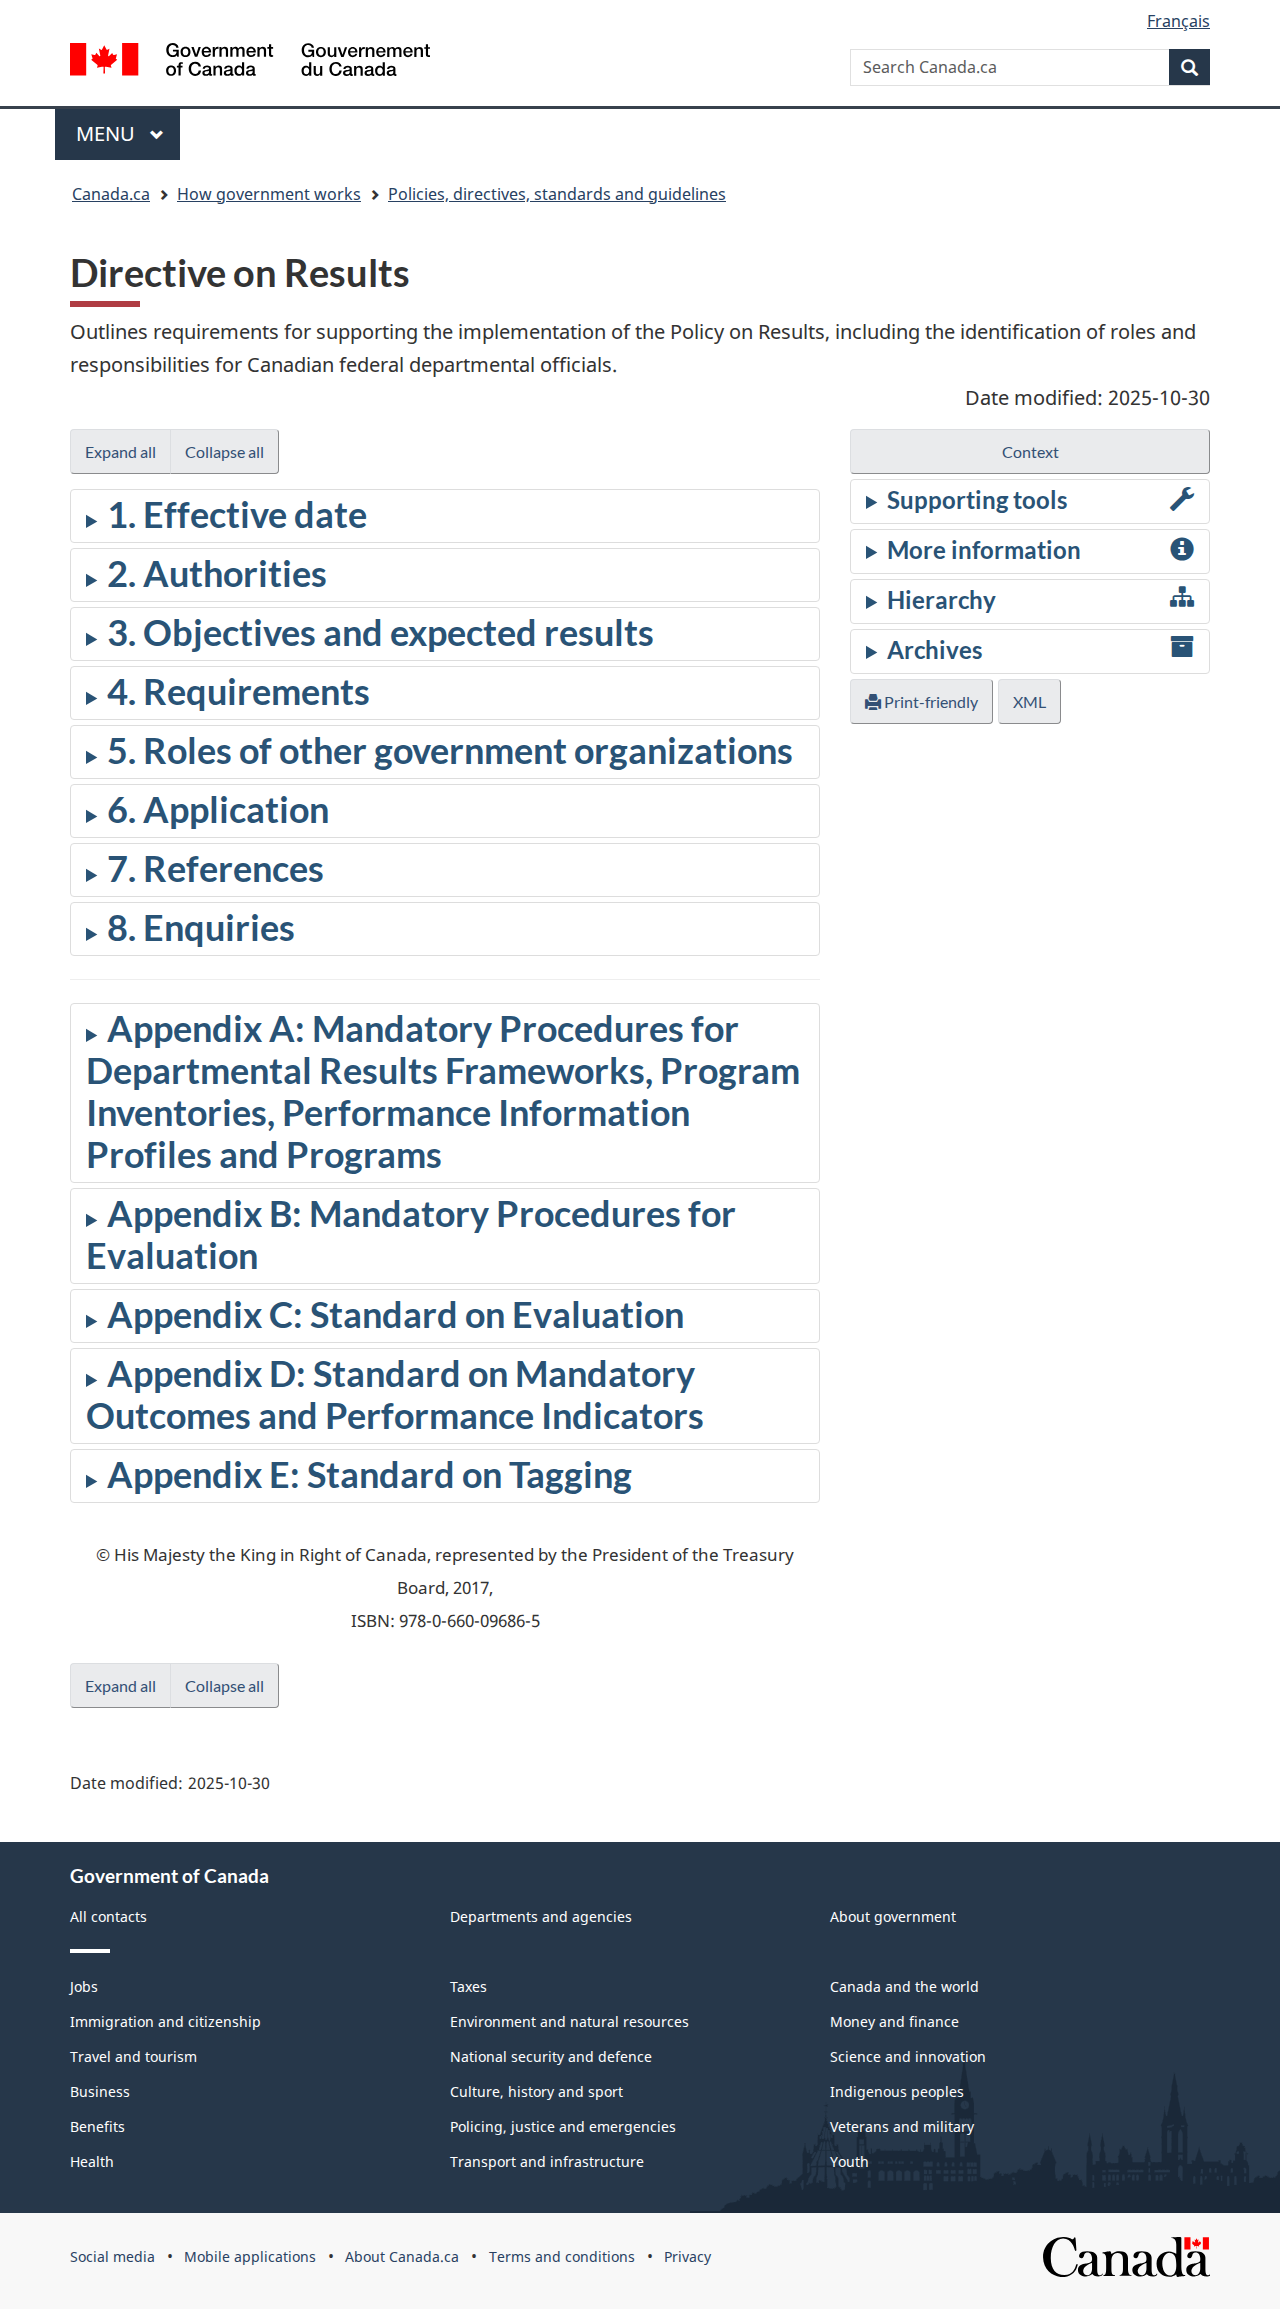 Français
Government
of Canada
Gouvernement
du Canada
Search Canada.ca
MENU
Canada.ca
How government works
Policies, directives, standards and guidelines
Directive on Results
Outlines requirements for supporting the implementation of the Policy on Results, including the identification of roles and
responsibilities for Canadian federal departmental officials.
Date modified: 2025-10-30
Expand all
Collapse all
1. Effective date
2. Authorities
3. Objectives and expected results
4. Requirements
5. Roles of other government organizations
6. Application
7. References
8. Enquiries
Context
Supporting tools
More information
Hierarchy
Archives
Print-friendly
XML
Appendix A: Mandatory Procedures for
Departmental Results Frameworks, Program
Inventories, Performance Information
Profiles and Programs
Appendix B: Mandatory Procedures for
Evaluation
Appendix C: Standard on Evaluation
Appendix D: Standard on Mandatory
Outcomes and Performance Indicators
Appendix E: Standard on Tagging
© His Majesty the King in Right of Canada, represented by the President of the Treasury
Board, 2017,
ISBN: 978-0-660-09686-5
Expand all
Collapse all
Date modified: 2025-10-30
Government of Canada
All contacts
Departments and agencies
About government
Jobs
Taxes
Canada and the world
Immigration and citizenship
Environment and natural resources
Money and finance
Travel and tourism
National security and defence
Science and innovation
Business
Culture, history and sport
Indigenous peoples
Benefits
Policing, justice and emergencies
Veterans and military
Health
Transport and infrastructure
Youth
Social media • Mobile applications • About Canada.ca • Terms and conditions • Privacy
Canada